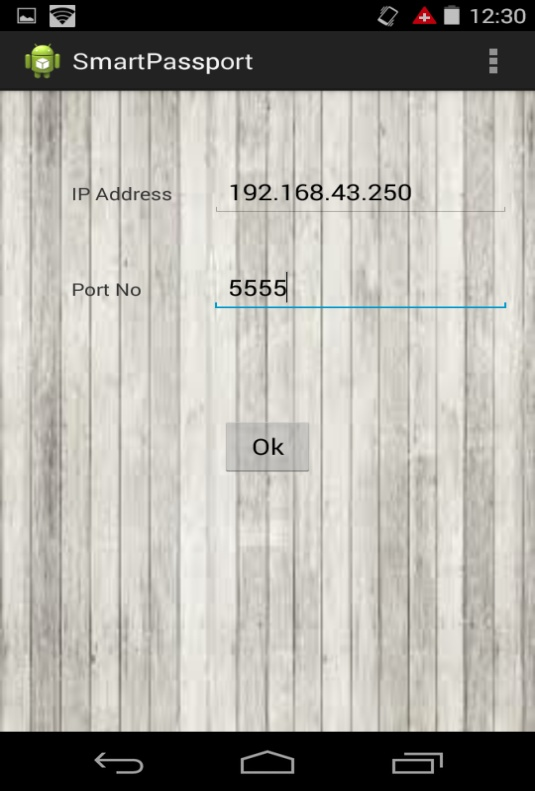 12:30
SmartPassport
IP Address 192.168.43.250
Port No 5555
Ok